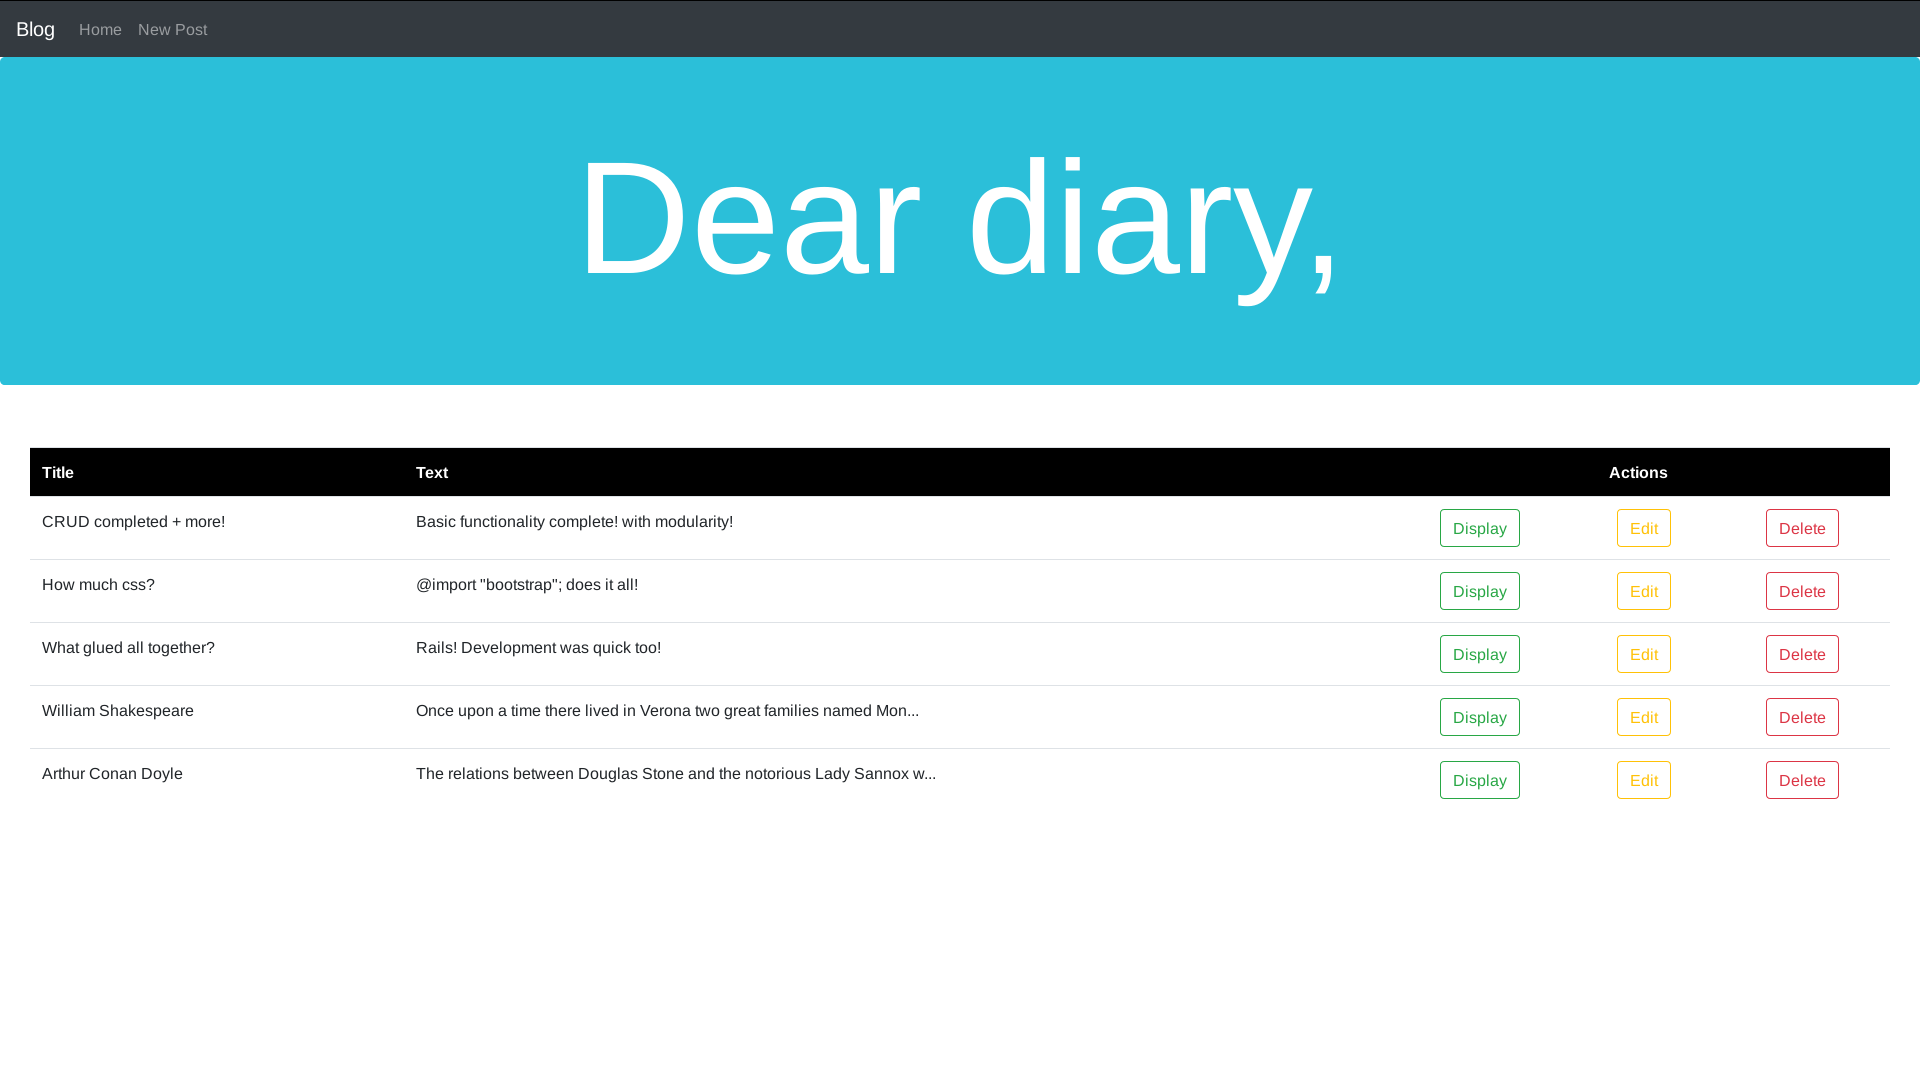 Blog Home New Post
Dear diary,
Title Text Actions
CRUD completed + more! Basic functionality complete! with modularity! Display Edit Delete
How much css? @import "bootstrap"; does it all! Display Edit Delete
What glued all together? Rails! Development was quick too! Display Edit Delete
William Shakespeare Once upon a time there lived in Verona two great families named Mon... Display Edit Delete
Arthur Conan Doyle The relations between Douglas Stone and the notorious Lady Sannox w... Display Edit Delete